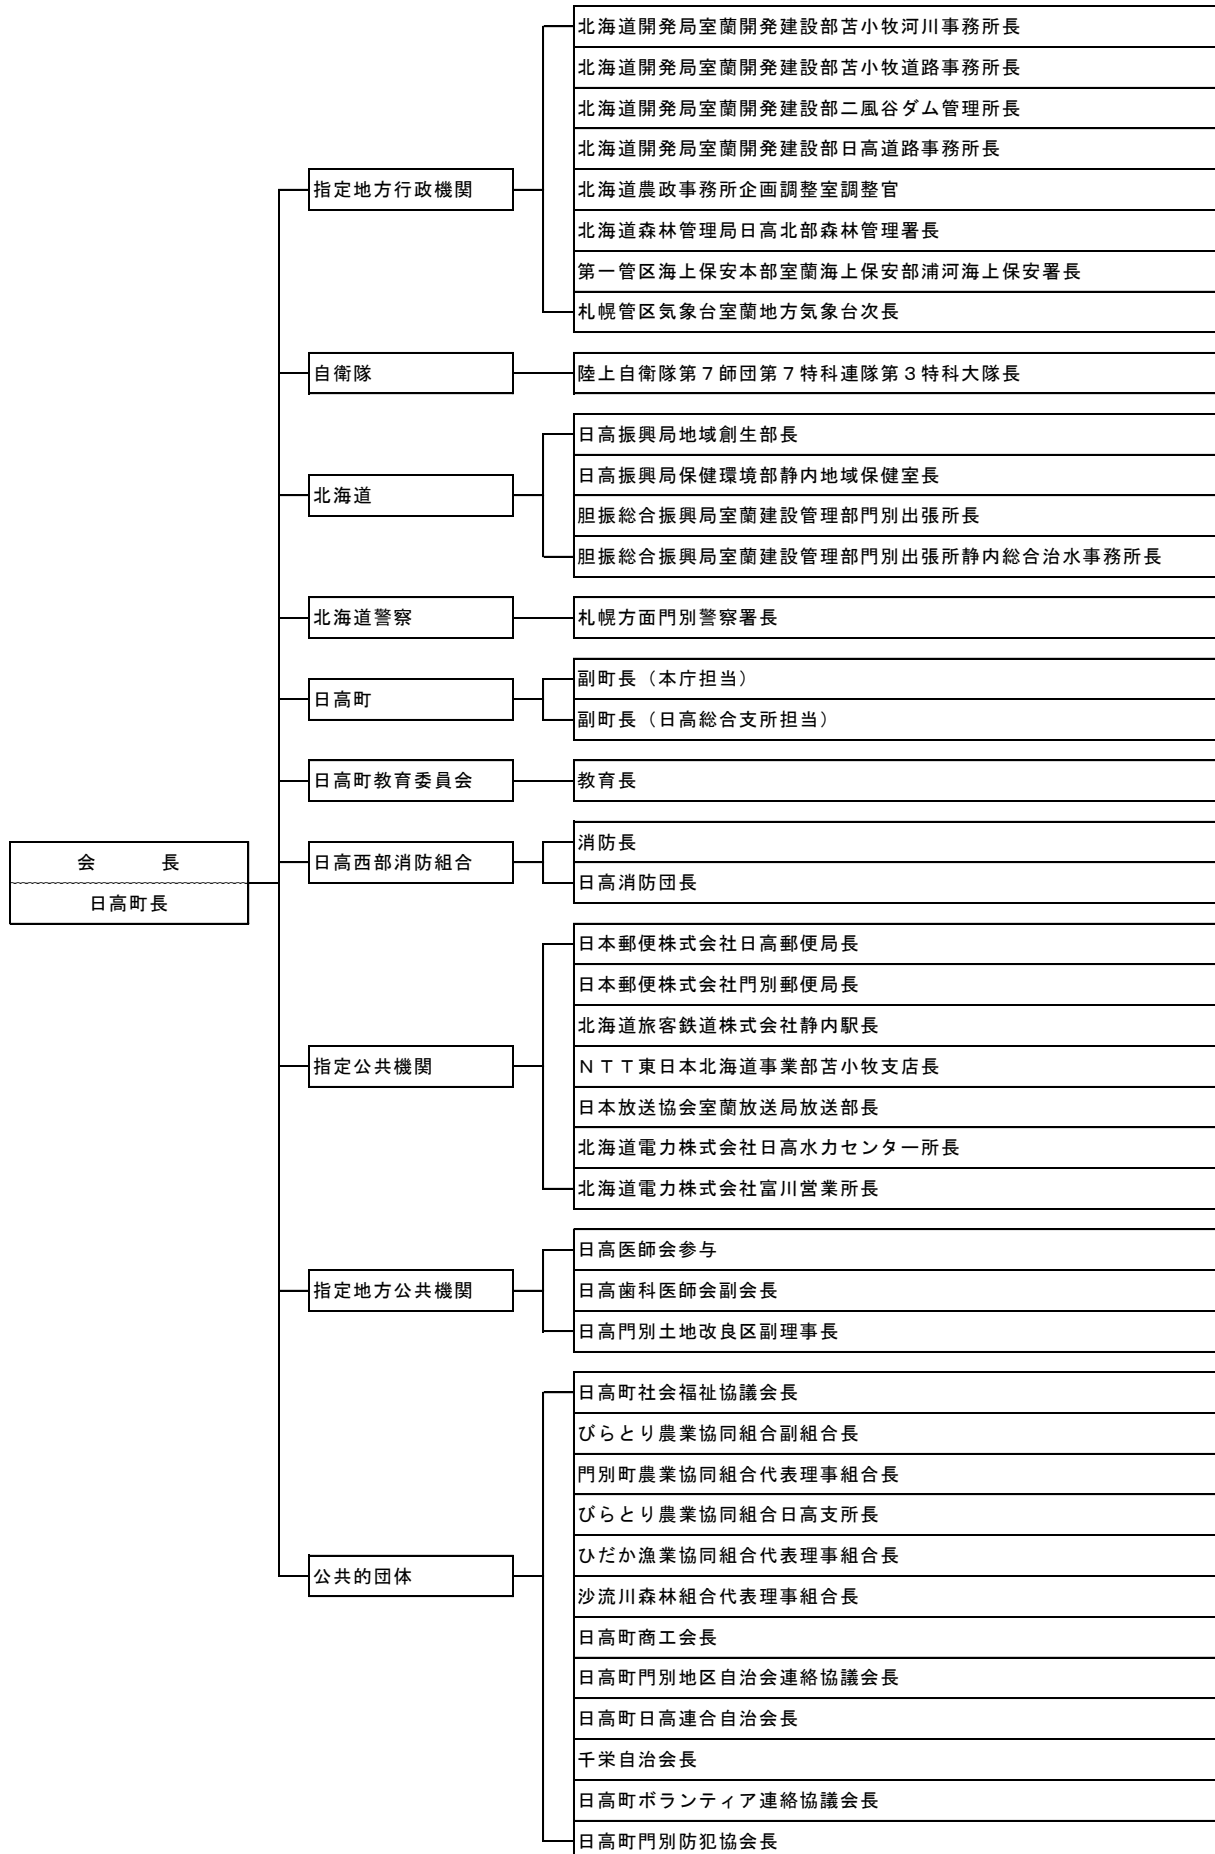 会　　　長
日高町長
指定地方行政機関
北海道開発局室蘭開発建設部苫小牧河川事務所長
北海道開発局室蘭開発建設部苫小牧道路事務所長
北海道開発局室蘭開発建設部二風谷ダム管理所長
北海道開発局室蘭開発建設部日高道路事務所長
北海道農政事務所企画調整室調整官
北海道森林管理局日高北部森林管理署長
第一管区海上保安本部室蘭海上保安部浦河海上保安署長
札幌管区気象台室蘭地方気象台次長
自衛隊
陸上自衛隊第７師団第７特科連隊第３特科大隊長
北海道
日高振興局地域創生部長
日高振興局保健環境部静内地域保健室長
胆振総合振興局室蘭建設管理部門別出張所長
胆振総合振興局室蘭建設管理部門別出張所静内総合治水事務所長
北海道警察
札幌方面門別警察署長
日高町
副町長（本庁担当）
副町長（日高総合支所担当）
日高町教育委員会
教育長
日高西部消防組合
消防長
日高消防団長
指定公共機関
日本郵便株式会社日高郵便局長
日本郵便株式会社門別郵便局長
北海道旅客鉄道株式会社静内駅長
ＮＴＴ東日本北海道事業部苫小牧支店長
日本放送協会室蘭放送局放送部長
北海道電力株式会社日高水力センター所長
北海道電力株式会社富川営業所長
指定地方公共機関
日高医師会参与
日高歯科医師会副会長
日高門別土地改良区副理事長
公共的団体
日高町社会福祉協議会長
びらとり農業協同組合副組合長
門別町農業協同組合代表理事組合長
びらとり農業協同組合日高支所長
ひだか漁業協同組合代表理事組合長
沙流川森林組合代表理事組合長
日高町商工会長
日高町門別地区自治会連絡協議会長
日高町日高連合自治会長
千栄自治会長
日高町ボランティア連絡協議会長
日高町門別防犯協会長